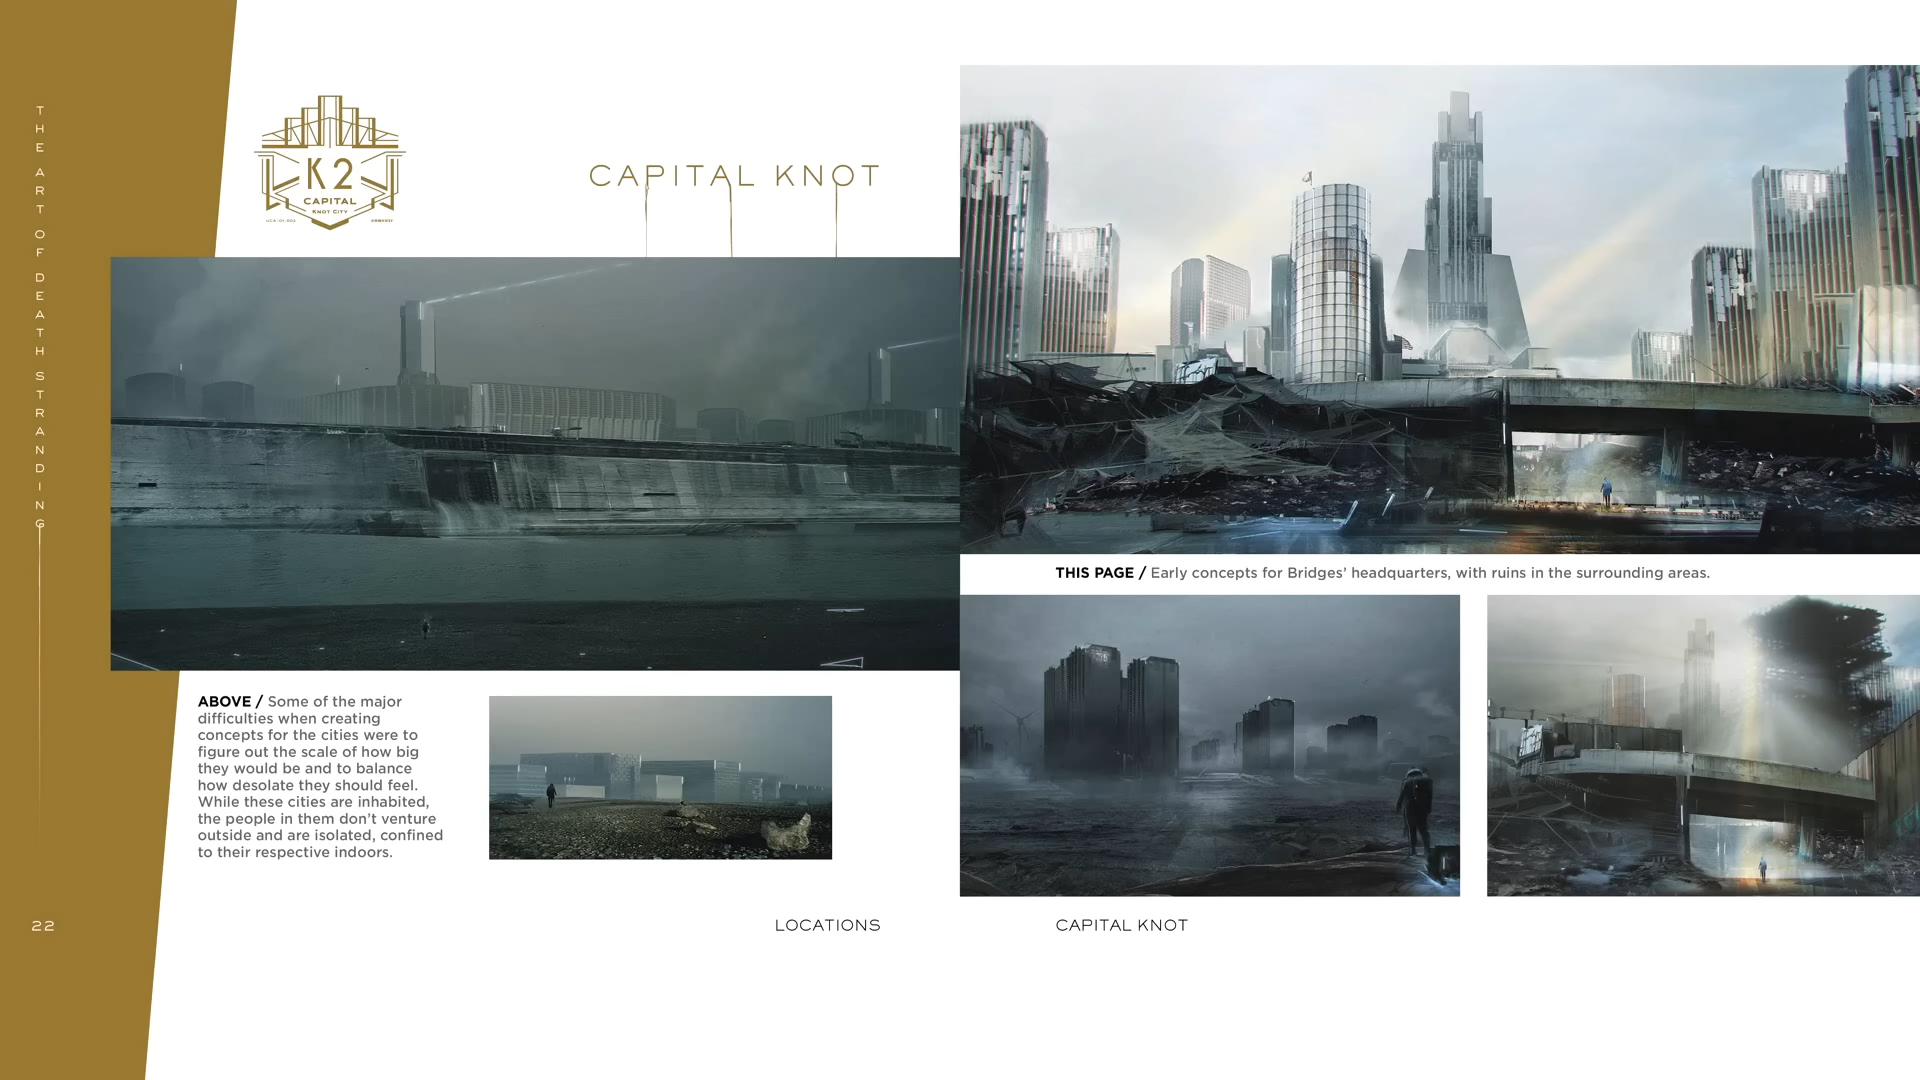 THE ART OF DEATH STRANDING
K2
CAPITAL
KNOT CITY
CAPITAL KNOT
THIS PAGE / Early concepts for Bridges’ headquarters, with ruins in the surrounding areas.
ABOVE / Some of the major
difficulties when creating
concepts for the cities were to
figure out the scale of how big
they would be and to balance
how desolate they should feel.
While these cities are inhabited,
the people in them don’t venture
outside and are isolated, confined
to their respective indoors.
22
LOCATIONS
CAPITAL KNOT